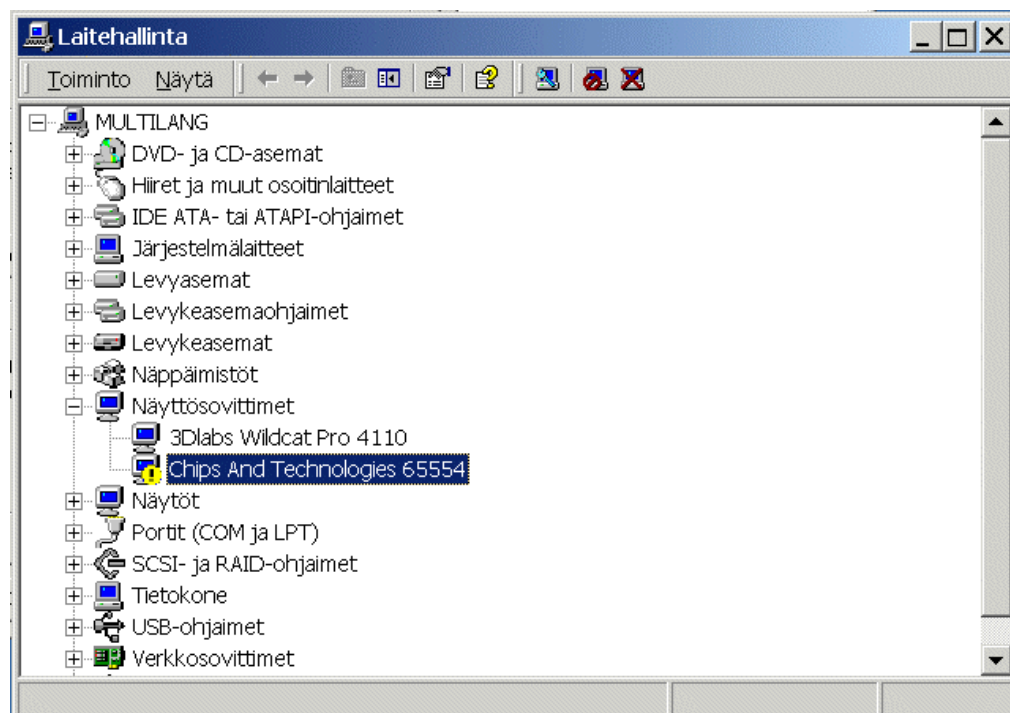 Laitehallinta
Toiminto Näytä
MULTILANG
DVD- ja CD-asemat
Hiiret ja muut osoitinlaitteet
IDE ATA- tai ATAPI-ohjaimet
Järjestelmälaitteet
Levyasemat
Levykeasemaohjaimet
Levykeasemat
Näppäimistöt
Näyttösovittimet
3Dlabs Wildcat Pro 4110
Chips And Technologies 65554
Näytöt
Portit (COM ja LPT)
SCSI- ja RAID-ohjaimet
Tietokone
USB-ohjaimet
Verkkosovittimet